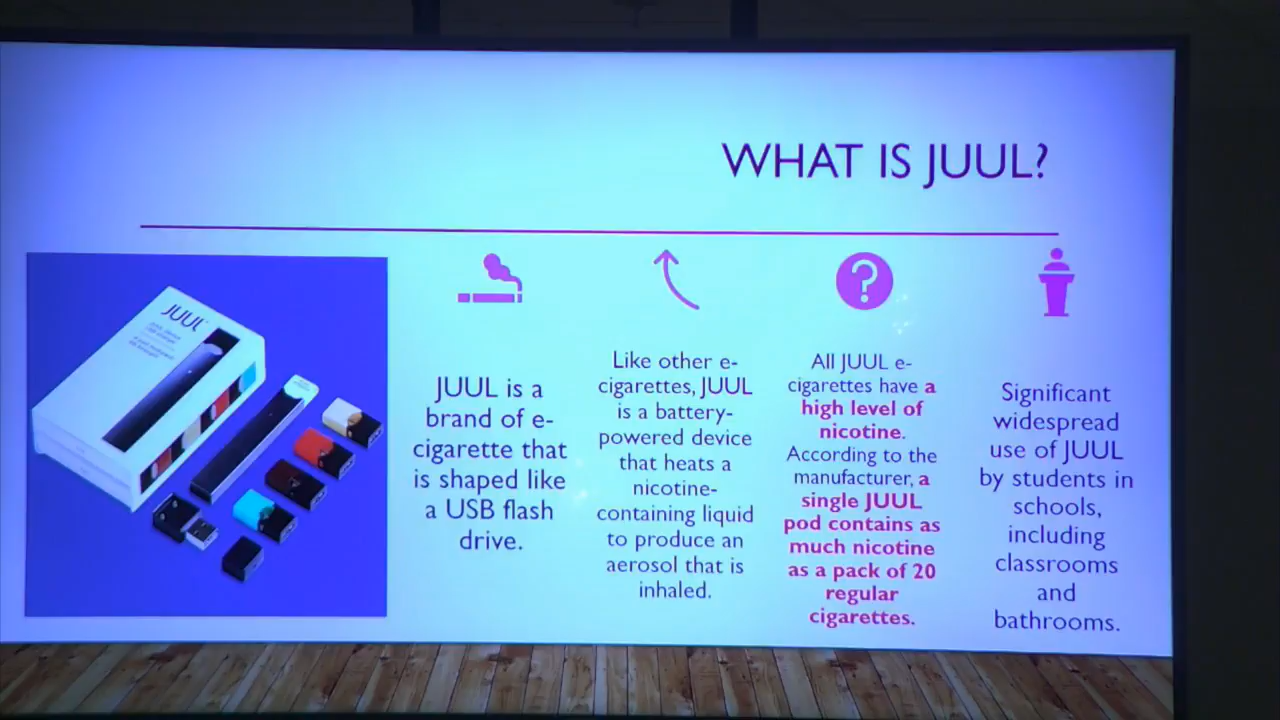 WHAT IS JUUL?
JUUL
JUUL is a
brand of e-
cigarette that
is shaped like
a USB flash
drive.
Like other e-
cigarettes, JUUL
is a battery-
powered device
that heats a
nicotine-
containing liquid
to produce an
aerosol that is
inhaled.
All JUUL e-
cigarettes have a
high level of
nicotine.
According to the
manufacturer, a
single JUUL
pod contains as
much nicotine
as a pack of 20
regular
cigarettes.
Significant
widespread
use of JUUL
by students in
schools,
including
classrooms
and
bathrooms.